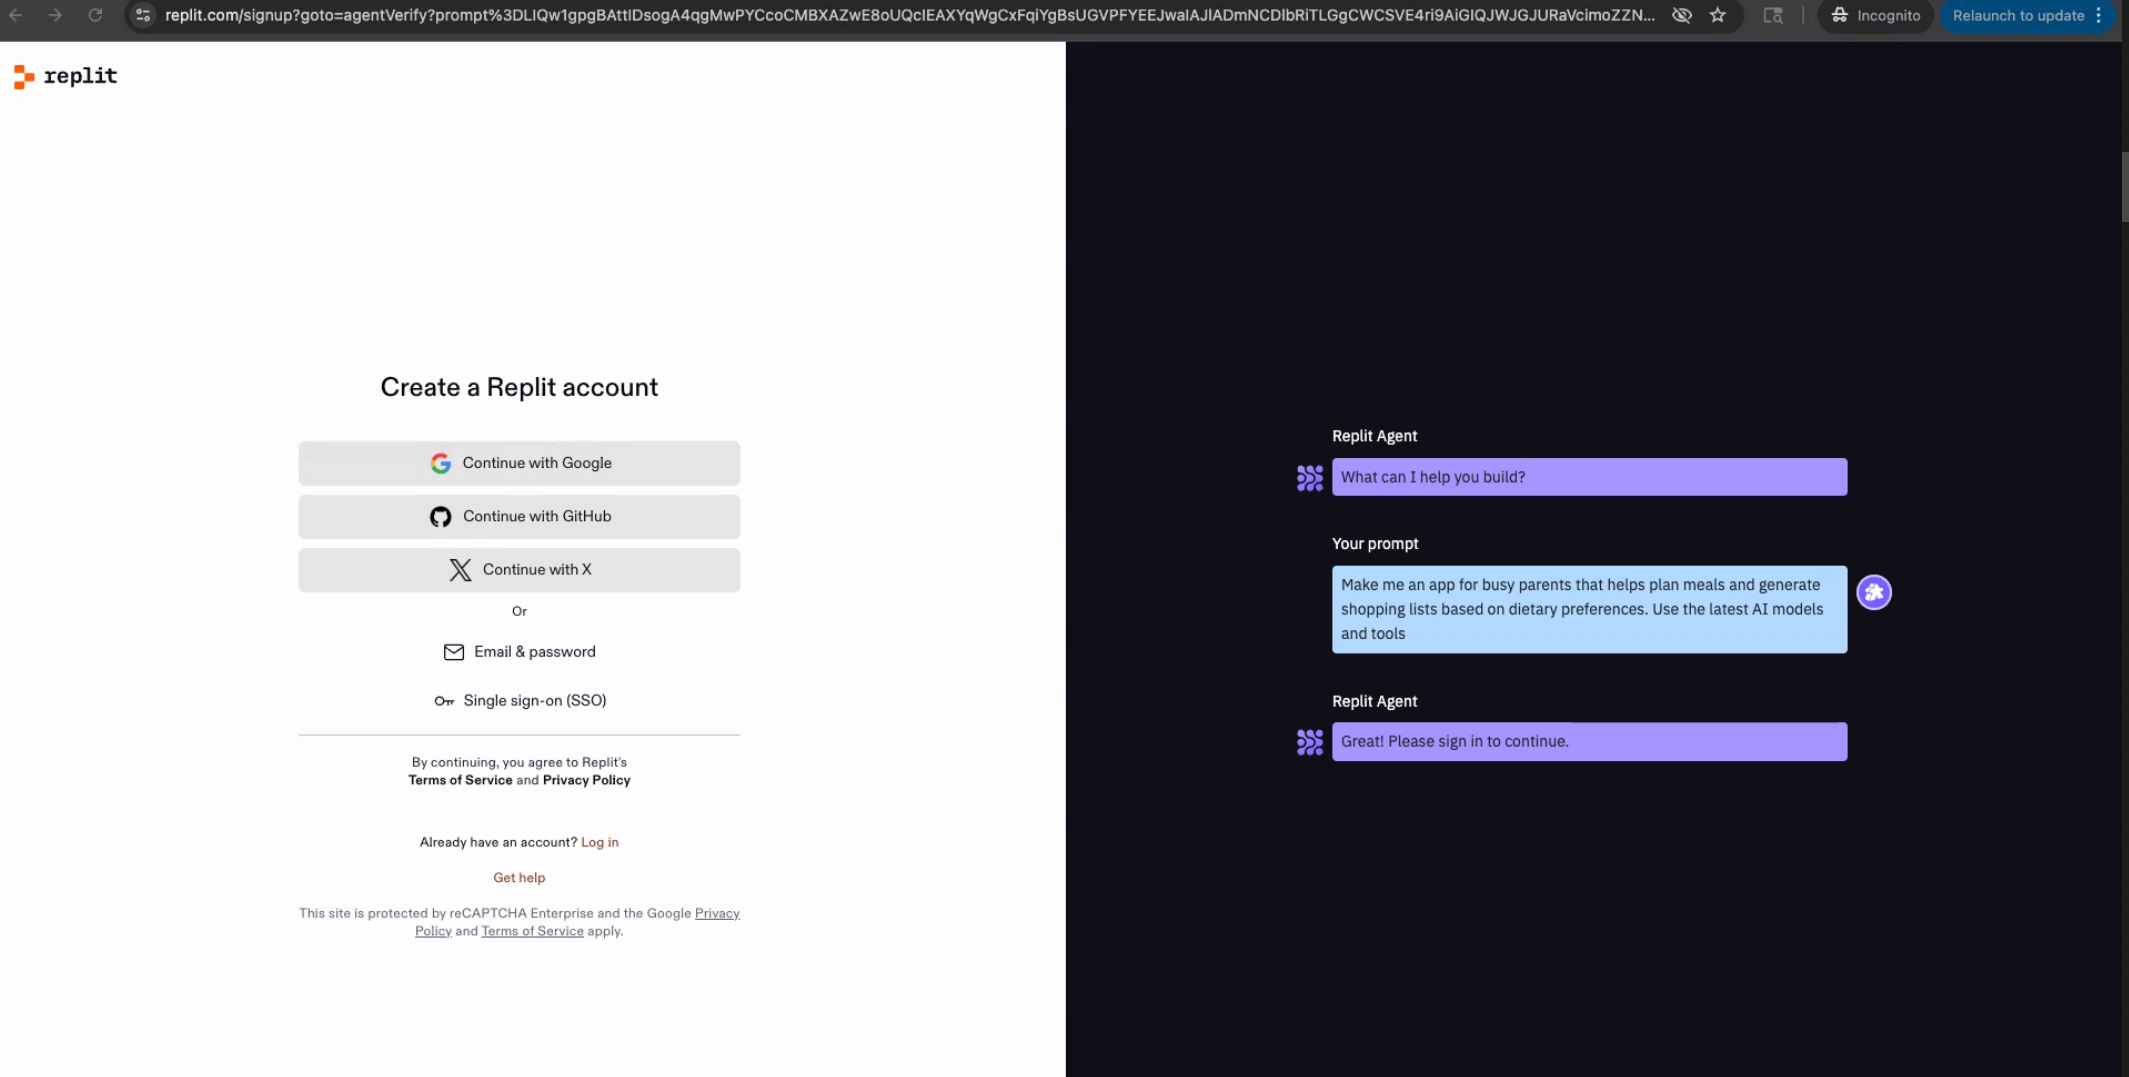 replit.com/signup?goto=agentVerify?prompt%3DLIQw1gpgBAttIDsogA4qgMwPYCcoCMBXAZwE8oUQcIEAXYqWgCxFqiYgBsUGVPFYEEJwaIAJlADmNCDlbRiTLGgCWCSVE4ri9AiGIQJWJGJURaVcimoZZN...
Incognito
Relaunch to update
replit
Create a Replit account
Continue with Google
Continue with GitHub
Continue with X
Or
Email & password
Single sign-on (SSO)
By continuing, you agree to Replit's
Terms of Service and Privacy Policy
Already have an account? Log in
Get help
This site is protected by reCAPTCHA Enterprise and the Google Privacy
Policy and Terms of Service apply.
Replit Agent
What can I help you build?
Your prompt
Make me an app for busy parents that helps plan meals and generate
shopping lists based on dietary preferences. Use the latest AI models
and tools
Replit Agent
Great! Please sign in to continue.